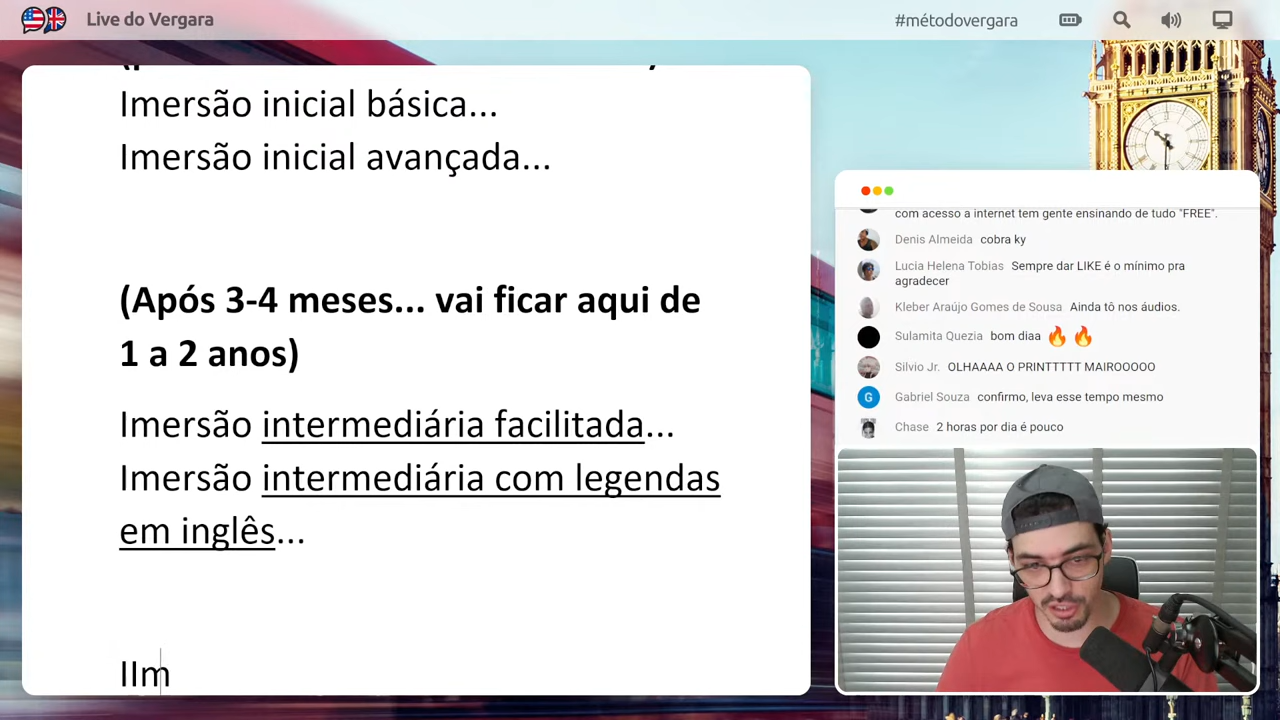 Live do Vergara
#métodovergara
Imersão inicial básica...
Imersão inicial avançada...
(Após 3-4 meses... vai ficar aqui de
1 a 2 anos)
Imersão intermediária facilitada...
Imersão intermediária com legendas
em inglês...
IIm
com acesso a internet tem gente ensinando de tudo "FREE".
Denis Almeida cobra ky
Lucia Helena Tobias Sempre dar LIKE é o mínimo pra
agradecer
Kleber Araújo Gomes de Sousa Ainda tô nos áudios.
Sulamita Quezia bom diaa 🔥 🔥
Silvio Jr. OLHAAAA O PRINTTTTT MAIROOOOO
G
Gabriel Souza confirmo, leva esse tempo mesmo
Chase 2 horas por dia é pouco